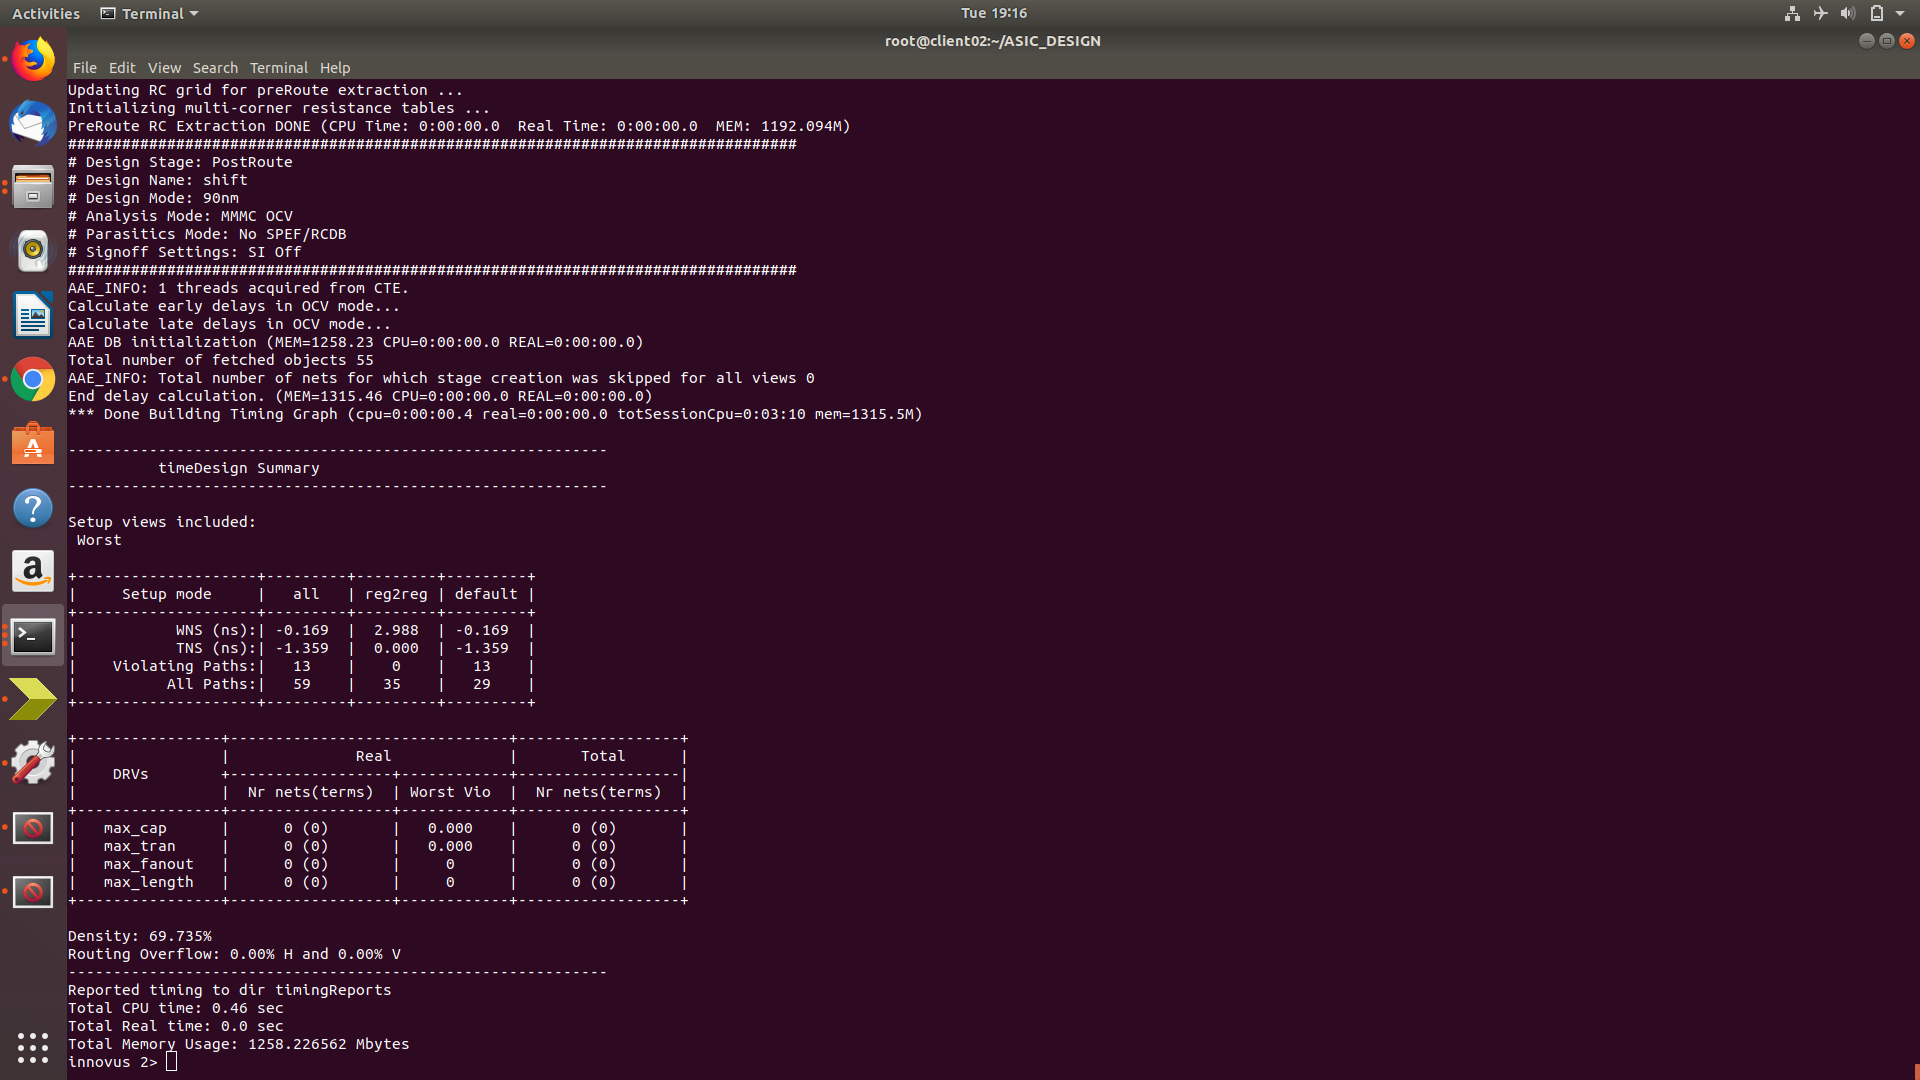 Activities Terminal Tue 19:16
root@client02:~/ASIC_DESIGN
File Edit View Search Terminal Help
Updating RC grid for preRoute extraction ...
Initializing multi-corner resistance tables ...
PreRoute RC Extraction DONE (CPU Time: 0:00:00.0  Real Time: 0:00:00.0  MEM: 1192.094M)
#################################################################################
# Design Stage: PostRoute
# Design Name: shift
# Design Mode: 90nm
# Analysis Mode: MMMC OCV
# Parasitics Mode: No SPEF/RCDB
# Signoff Settings: SI Off
#################################################################################
AAE_INFO: 1 threads acquired from CTE.
Calculate early delays in OCV mode...
Calculate late delays in OCV mode...
AAE DB initialization (MEM=1258.23 CPU=0:00:00.0 REAL=0:00:00.0)
Total number of fetched objects 55
AAE_INFO: Total number of nets for which stage creation was skipped for all views 0
End delay calculation. (MEM=1315.46 CPU=0:00:00.0 REAL=0:00:00.0)
*** Done Building Timing Graph (cpu=0:00:00.4 real=0:00:00.0 totSessionCpu=0:03:10 mem=1315.5M)
------------------------------------------------------------
          timeDesign Summary
------------------------------------------------------------
Setup views included:
 Worst
+--------------------+---------+---------+---------+
|     Setup mode     |   all   | reg2reg | default |
+--------------------+---------+---------+---------+
|           WNS (ns):| -0.169  |  2.988  | -0.169  |
|           TNS (ns):| -1.359  |  0.000  | -1.359  |
|    Violating Paths:|   13    |    0    |   13    |
|          All Paths:|   59    |   35    |   29    |
+--------------------+---------+---------+---------+
+----------------+-------------------------------+------------------+
|                |              Real             |       Total      |
|    DRVs        +------------------+------------+------------------|
|                |  Nr nets(terms)  | Worst Vio  |  Nr nets(terms)  |
+----------------+------------------+------------+------------------+
|   max_cap      |      0 (0)       |   0.000    |      0 (0)       |
|   max_tran     |      0 (0)       |   0.000    |      0 (0)       |
|   max_fanout   |      0 (0)       |     0      |      0 (0)       |
|   max_length   |      0 (0)       |     0      |      0 (0)       |
+----------------+------------------+------------+------------------+
Density: 69.735%
Routing Overflow: 0.00% H and 0.00% V
------------------------------------------------------------
Reported timing to dir timingReports
Total CPU time: 0.46 sec
Total Real time: 0.0 sec
Total Memory Usage: 1258.226562 Mbytes
innovus 2>